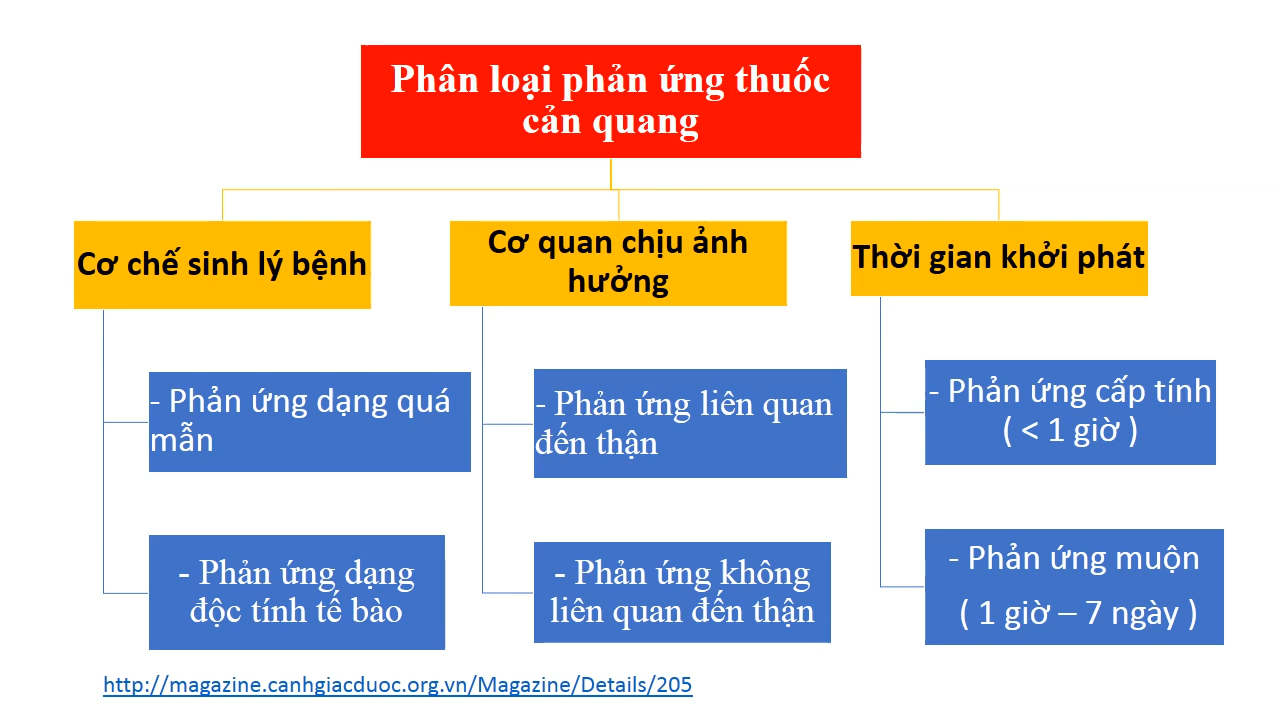 Phân loại phản ứng thuốc
cản quang
Cơ chế sinh lý bệnh
Cơ quan chịu ảnh
hưởng
Thời gian khởi phát
- Phản ứng dạng quá
mẫn
- Phản ứng liên quan
đến thận
- Phản ứng cấp tính
( < 1 giờ )
- Phản ứng dạng
độc tính tế bào
- Phản ứng không
liên quan đến thận
- Phản ứng muộn
( 1 giờ – 7 ngày )
http://magazine.canhgiacduoc.org.vn/Magazine/Details/205